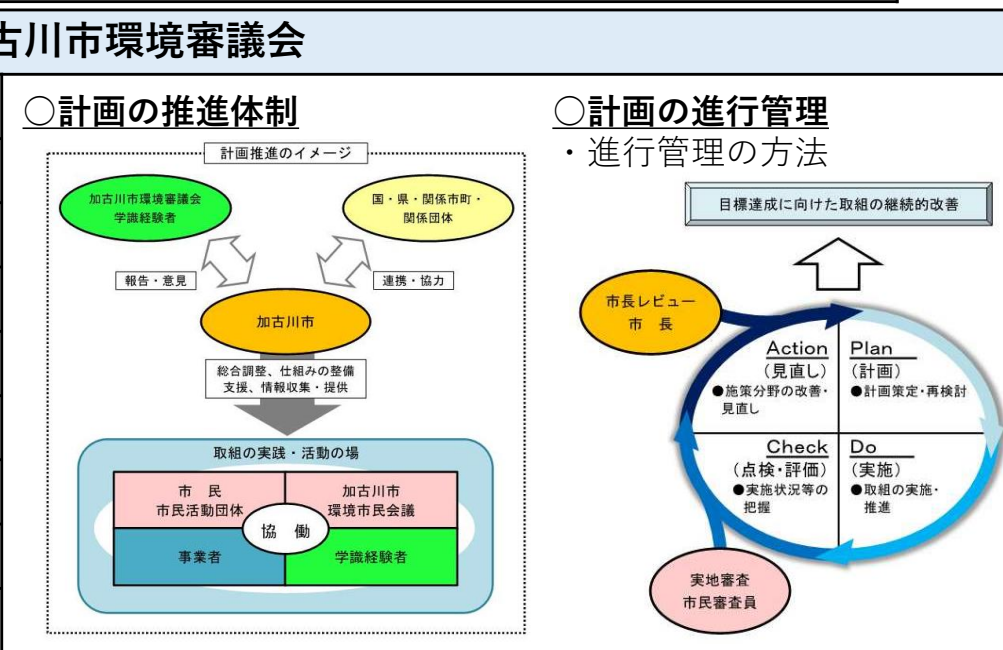 古川市環境審議会
○計画の推進体制
計画推進のイメージ
加古川市環境審議会
学識経験者
国・県・関係市町・
関係団体
報告・意見
連携・協力
加古川市
総合調整、仕組みの整備
支援、情報収集・提供
取組の実践・活動の場
市　民
市民活動団体
加古川市
環境市民会議
協　働
事業者
学識経験者
○計画の進行管理
・進行管理の方法
目標達成に向けた取組の継続的改善
市長レビュー
市　長
Action
(見直し)
●施策分野の改善・
見直し
Plan
(計画)
●計画策定・再検討
Check
(点検・評価)
●実施状況等の
把握
Do
(実施)
●取組の実施・
推進
実地審査
市民審査員